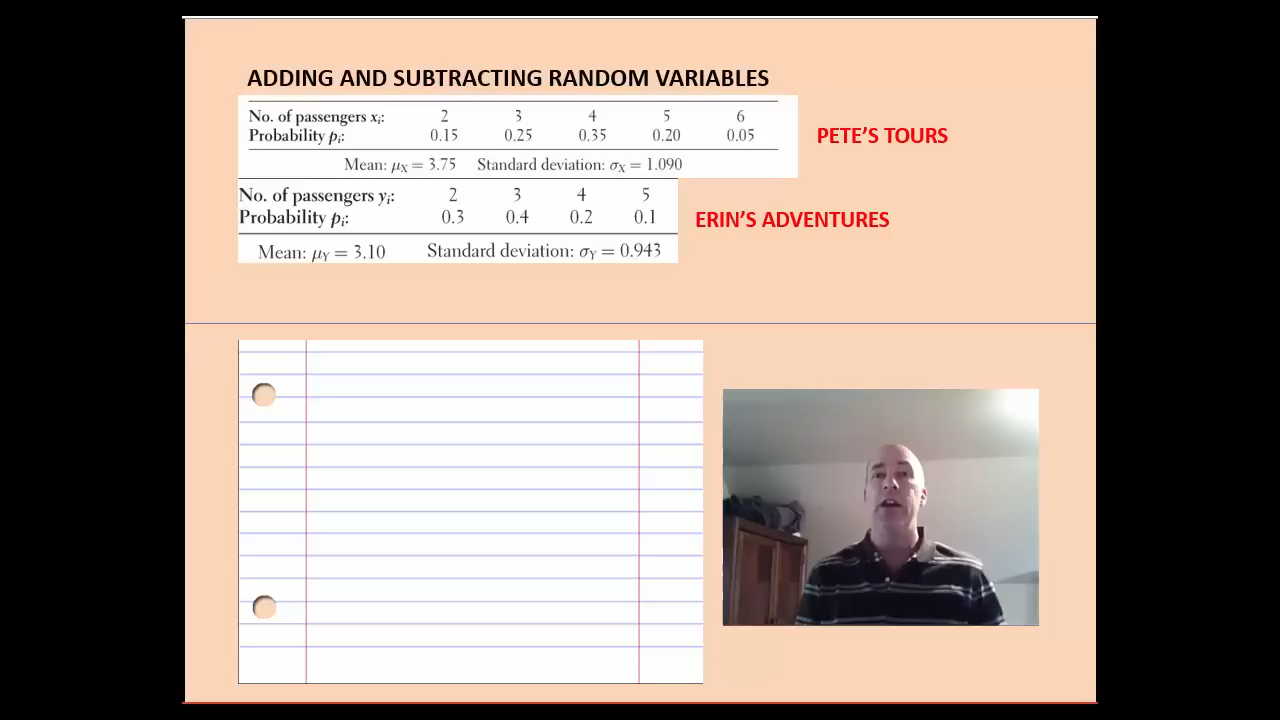 ADDING AND SUBTRACTING RANDOM VARIABLES
No. of passengers xᵢ: 2 3 4 5 6
Probability pᵢ: 0.15 0.25 0.35 0.20 0.05
PETE'S TOURS
Mean: μX = 3.75 Standard deviation: σX = 1.090
No. of passengers yᵢ: 2 3 4 5
Probability pᵢ: 0.3 0.4 0.2 0.1
ERIN'S ADVENTURES
Mean: μY = 3.10 Standard deviation: σY = 0.943